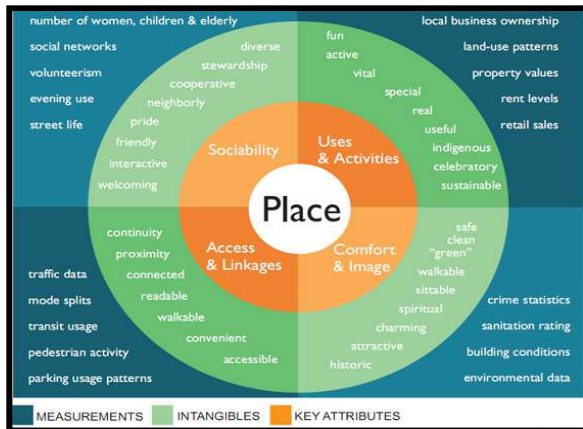 number of women, children & elderly
social networks
volunteerism
evening use
street life
diverse
stewardship
cooperative
neighborly
pride
friendly
interactive
welcoming
Sociability
fun
active
vital
special
real
useful
indigenous
celebratory
sustainable
Uses
& Activities
local business ownership
land-use patterns
property values
rent levels
retail sales
Place
Access
& Linkages
continuity
proximity
connected
readable
walkable
convenient
accessible
traffic data
mode splits
transit usage
pedestrian activity
parking usage patterns
Comfort
& Image
safe
clean
"green"
walkable
sittable
spiritual
charming
attractive
historic
crime statistics
sanitation rating
building conditions
environmental data
MEASUREMENTS
INTANGIBLES
KEY ATTRIBUTES